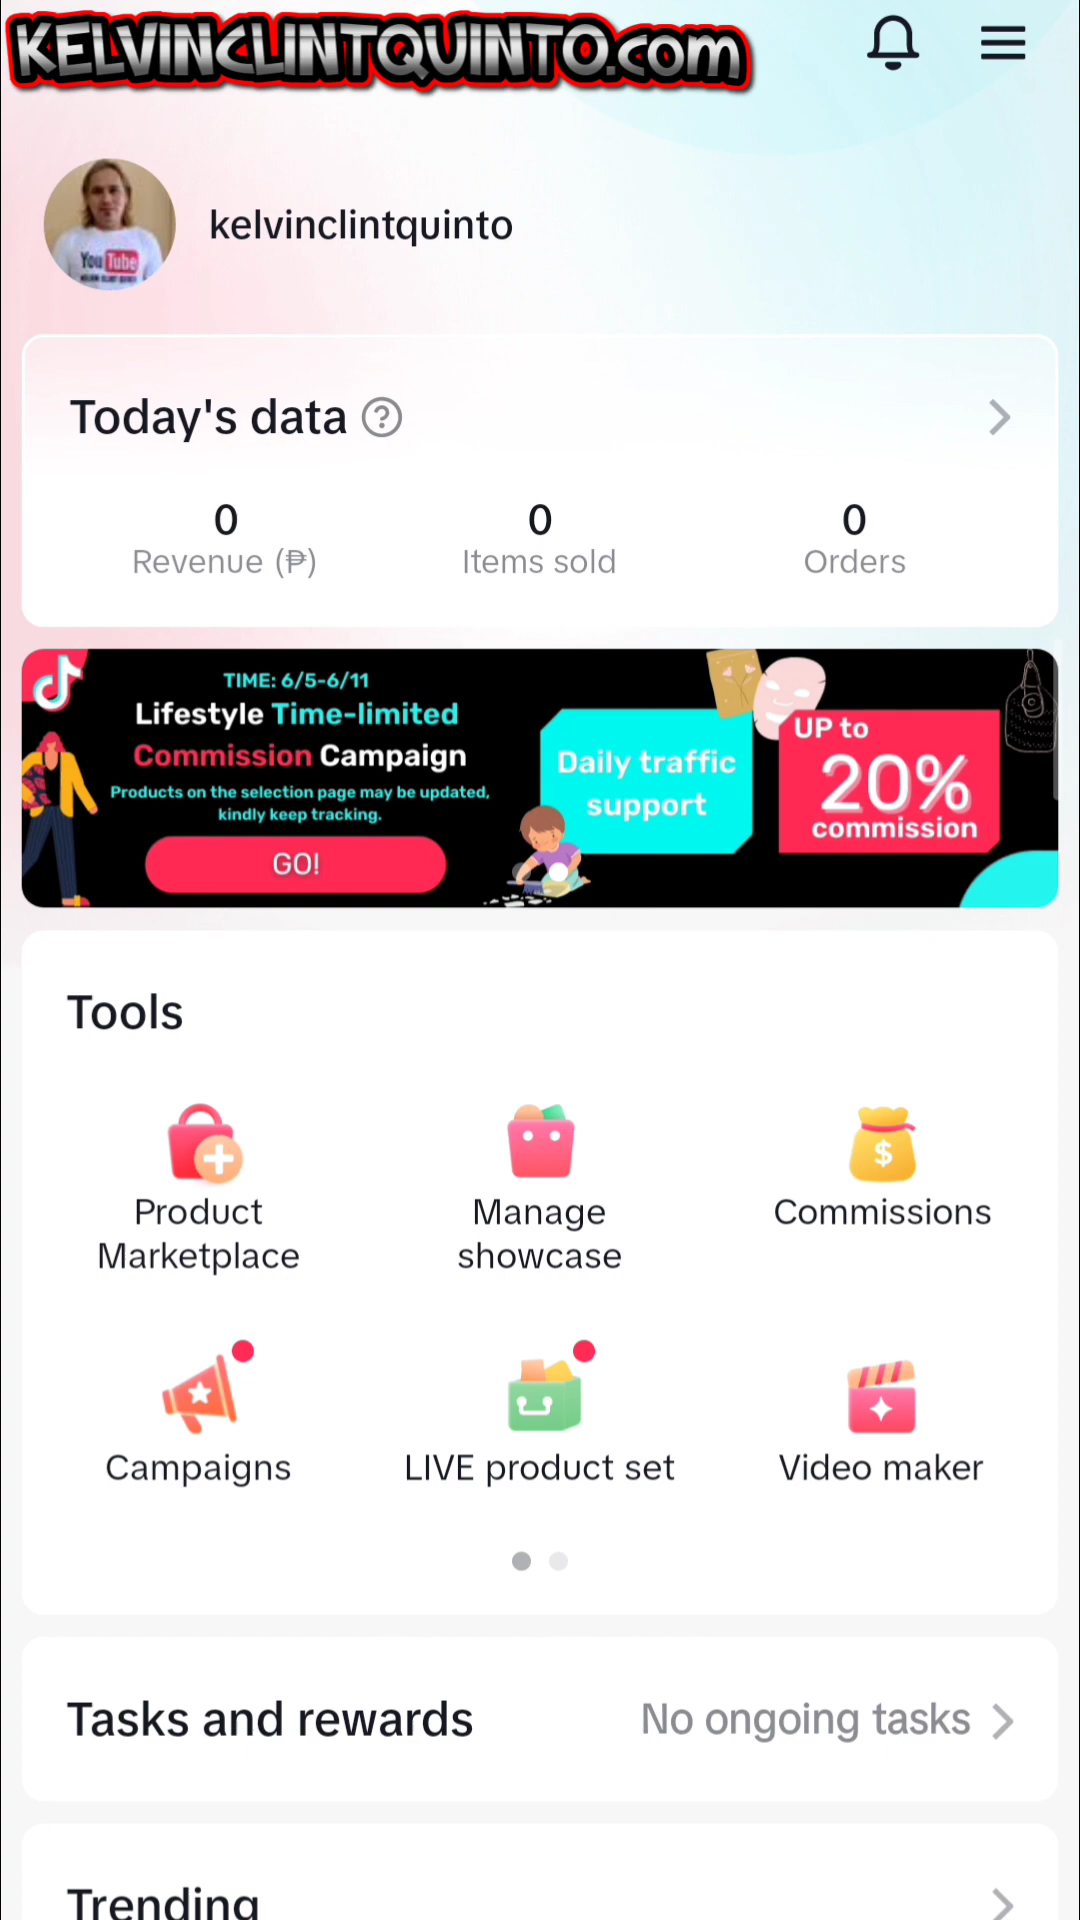 KELVINCLINTQUINTO.com
kelvinclintquinto
You Tube
Today's data ?
0
Revenue (₱)
0
Items sold
0
Orders
TIME: 6/5-6/11
Lifestyle Time-limited
Commission Campaign
Products on the selection page may be updated,
kindly keep tracking.
GO!
Daily traffic
support
UP to
20%
commission
Tools
Product
Marketplace
Manage
showcase
$
Commissions
Campaigns
LIVE product set
Video maker
Tasks and rewards
No ongoing tasks
Trending